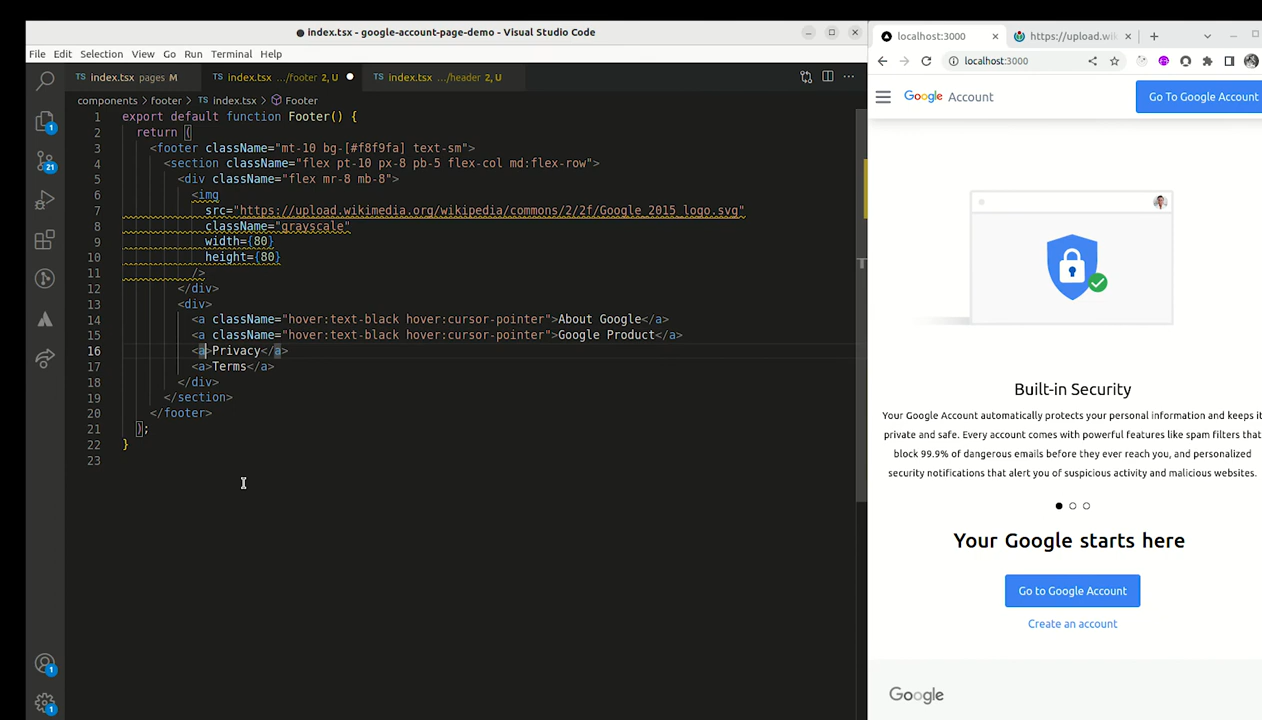 index.tsx - google-account-page-demo - Visual Studio Code
File Edit Selection View Go Run Terminal Help
TS index.tsx pages M
TS index.tsx .../footer 2, U
TS index.tsx .../header 2, U
components > footer > TS index.tsx > Footer
1 export default function Footer() {
2 return (
3 <footer className="mt-10 bg-[#f8f9fa] text-sm">
4 <section className="flex pt-10 px-8 pb-5 flex-col md:flex-row">
5 <div className="flex mr-8 mb-8">
6 <img
7 src="https://upload.wikimedia.org/wikipedia/commons/2/2f/Google_2015_logo.svg"
8 className="grayscale"
9 width={80}
10 height={80}
11 />
12 </div>
13 <div>
14 <a className="hover:text-black hover:cursor-pointer">About Google</a>
15 <a className="hover:text-black hover:cursor-pointer">Google Product</a>
16 <a>Privacy</a>
17 <a>Terms</a>
18 </div>
19 </section>
20 </footer>
21 );
22 }
23
1
21
1
1
localhost:3000
https://upload.wik
localhost:3000
Google Account
Go To Google Account
Built-in Security
Your Google Account automatically protects your personal information and keeps it
private and safe. Every account comes with powerful features like spam filters that
block 99.9% of dangerous emails before they ever reach you, and personalized
security notifications that alert you of suspicious activity and malicious websites.
Your Google starts here
Go to Google Account
Create an account
Google